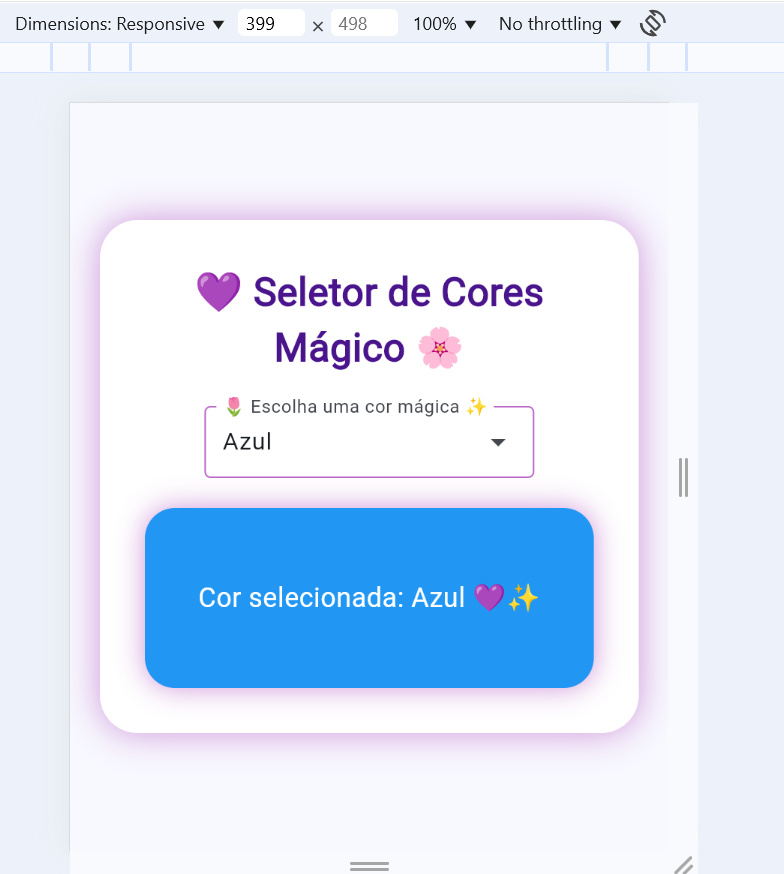 Dimensions: Responsive ▼ 399 × 498 100% ▼ No throttling ▼
💜 Seletor de Cores
Mágico 🌸
🌷 Escolha uma cor mágica ✨
Azul
Cor selecionada: Azul 💜✨